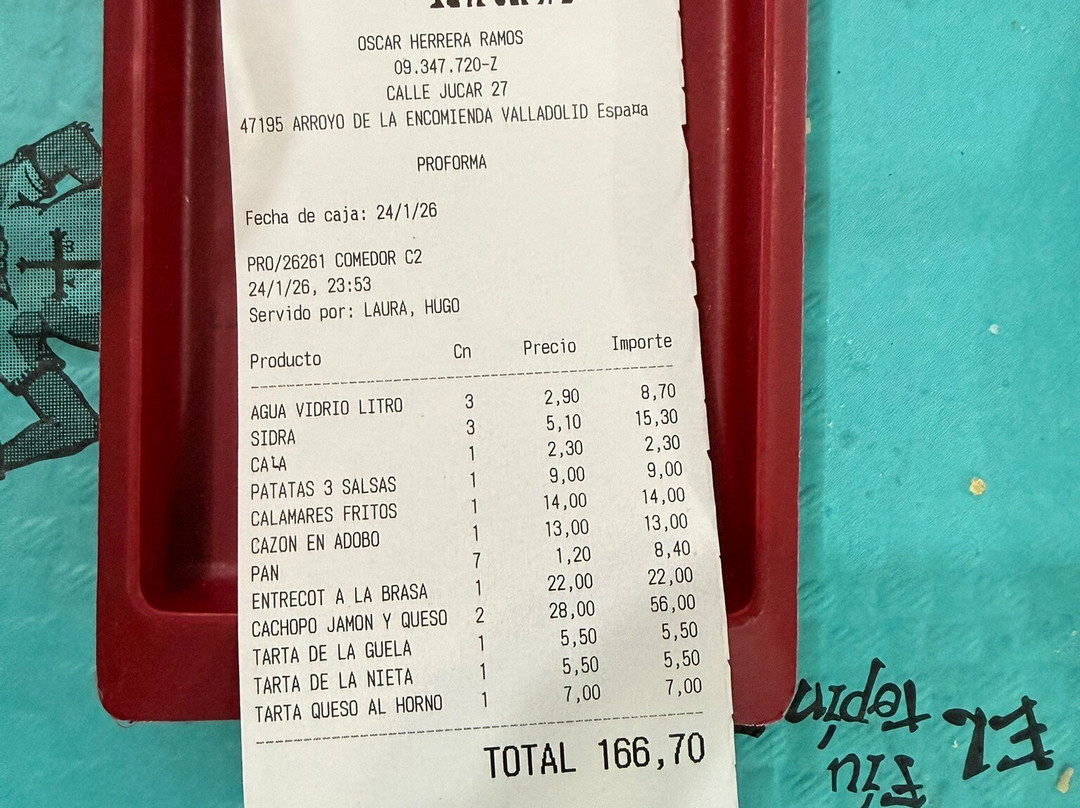 OSCAR HERRERA RAMOS
09.347.720-Z
CALLE JUCAR 27
47195 ARROYO DE LA ENCOMIENDA VALLADOLID Espa¤a
PROFORMA
Fecha de caja: 24/1/26
PRO/26261 COMEDOR C2
24/1/26, 23:53
Servido por: LAURA, HUGO
Producto Cn Precio Importe
AGUA VIDRIO LITRO 3 2,90 8,70
SIDRA 3 5,10 15,30
CAÑA 1 2,30 2,30
PATATAS 3 SALSAS 1 9,00 9,00
CALAMARES FRITOS 1 14,00 14,00
CAZON EN ADOBO 1 13,00 13,00
PAN 7 1,20 8,40
ENTRECOT A LA BRASA 1 22,00 22,00
CACHOPO JAMON Y QUESO 2 28,00 56,00
TARTA DE LA GUELA 1 5,50 5,50
TARTA DE LA NIETA 1 5,50 5,50
TARTA QUESO AL HORNO 1 7,00 7,00
TOTAL 166,70
EL